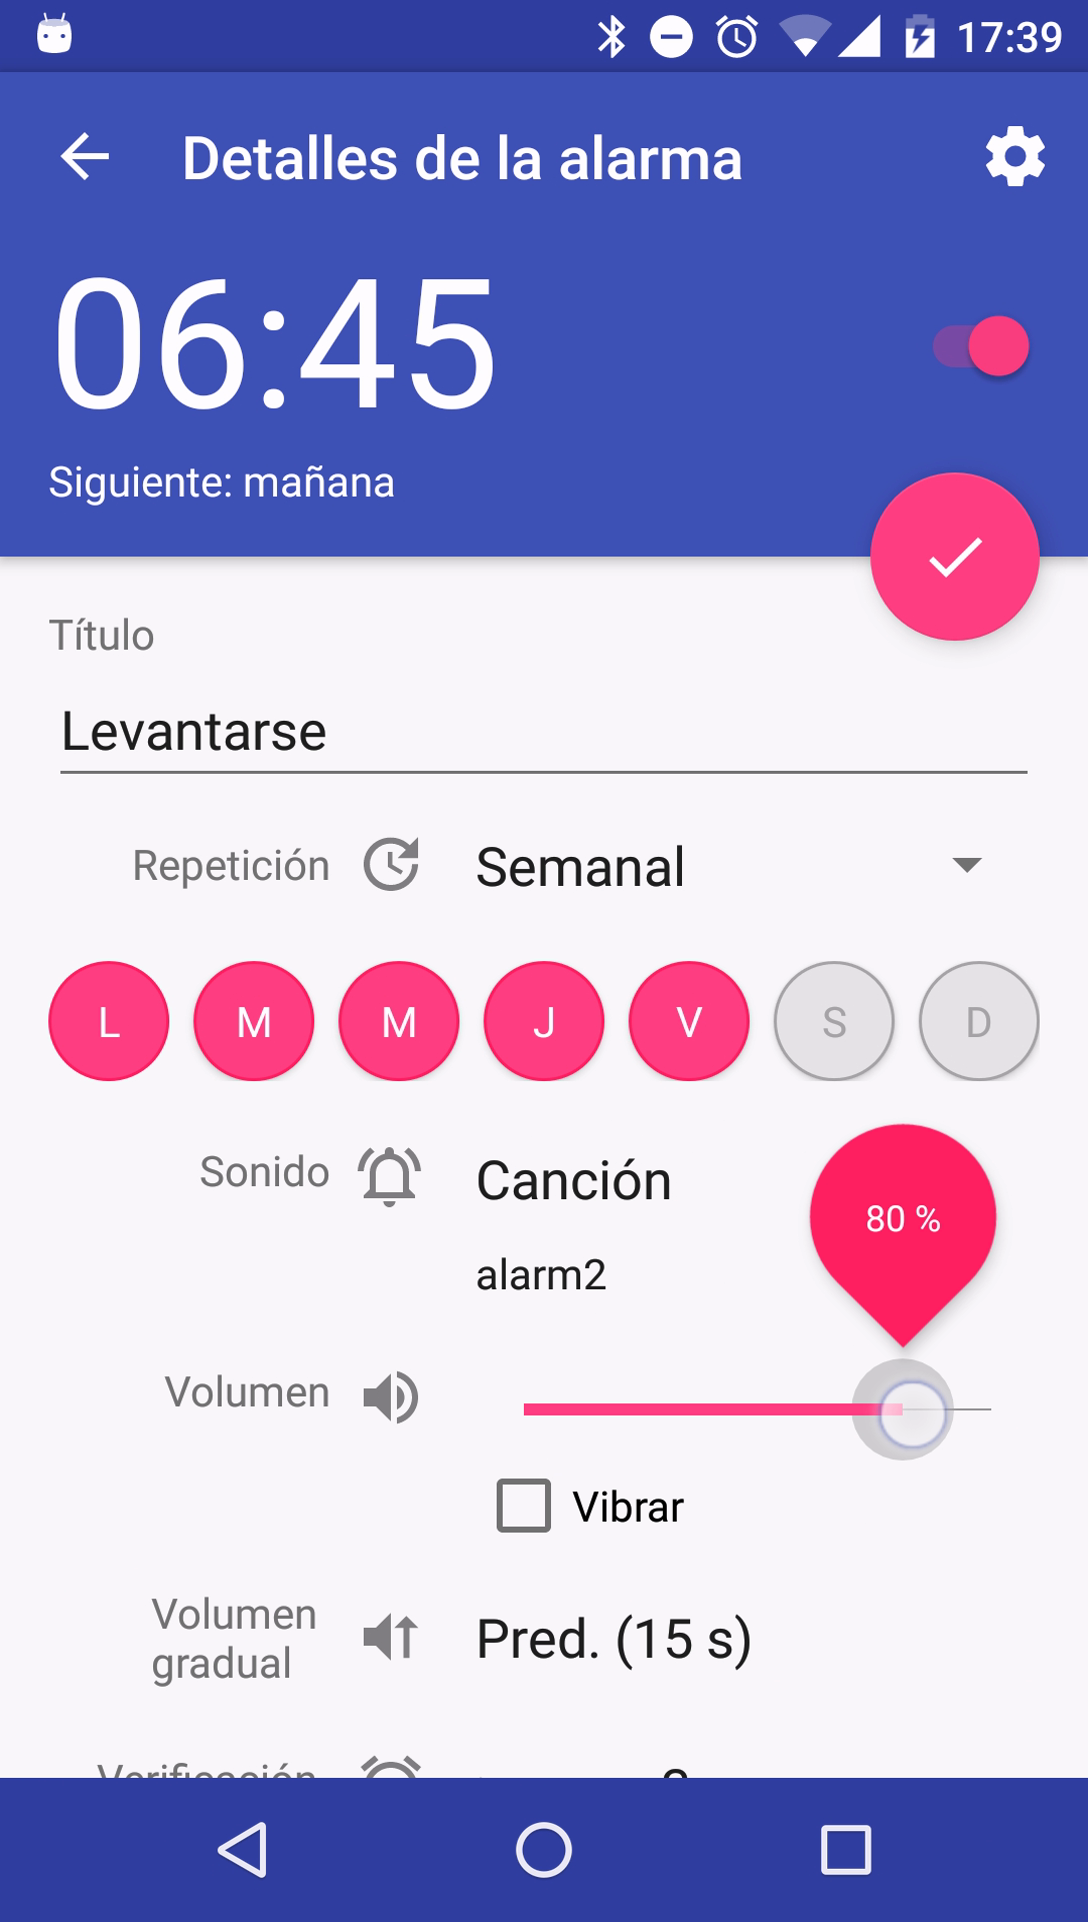 17:39
Detalles de la alarma
06:45
Siguiente: mañana
Título
Levantarse
Repetición Semanal
L M M J V S D
Sonido Canción
80 %
alarm2
Volumen
Vibrar
Volumen gradual Pred. (15 s)
Verificación